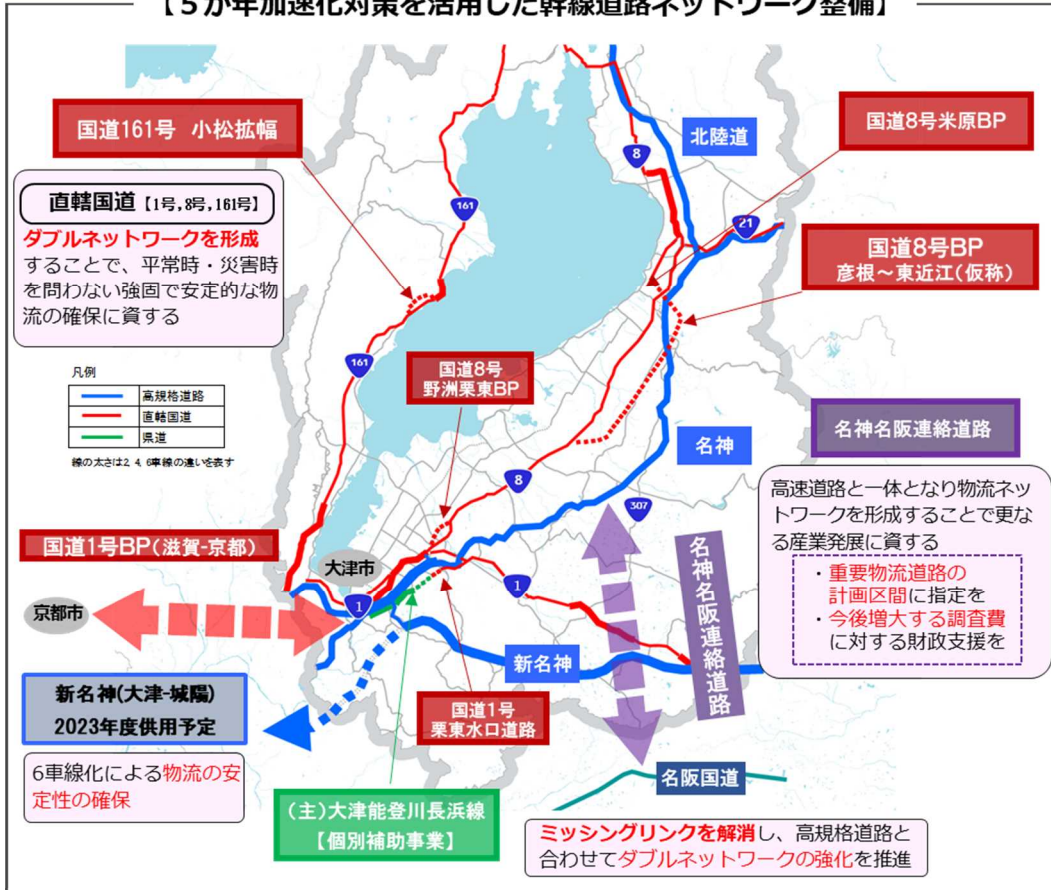 【5か年加速化対策を活用した幹線道路ネットワーク整備】
国道161号 小松拡幅
国道8号米原BP
北陸道
8
161
21
直轄国道【1号,8号,161号】
ダブルネットワークを形成
することで、平常時・災害時
を問わない強固で安定的な物
流の確保に資する
国道8号BP
彦根～東近江(仮称)
161
国道8号
野洲栗東BP
凡例
高規格道路
直轄国道
県道
線の太さは2,4,6車線の違いを表す
名神名阪連絡道路
名神
8
307
高速道路と一体となり物流ネッ
トワークを形成することで更な
る産業発展に資する
・重要物流道路の
計画区間に指定を
・今後増大する調査費
に対する財政支援を
国道1号BP(滋賀-京都)
大津市
京都市
1
1
名神名阪連絡道路
新名神
新名神(大津-城陽)
2023年度供用予定
国道1号
栗東水口道路
6車線化による物流の安
定性の確保
名阪国道
(主)大津能登川長浜線
【個別補助事業】
ミッシングリンクを解消し、高規格道路と
合わせてダブルネットワークの強化を推進